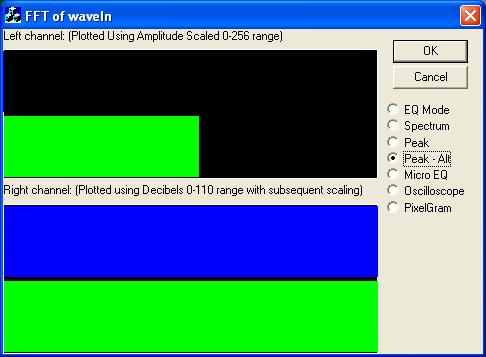 FFT of waveIn
Left channel: (Plotted Using Amplitude Scaled 0-256 range)
OK
Cancel
EQ Mode
Spectrum
Peak
Peak - Alt
Micro EQ
Oscilloscope
PixelGram
Right channel: (Plotted using Decibels 0-110 range with subsequent scaling)